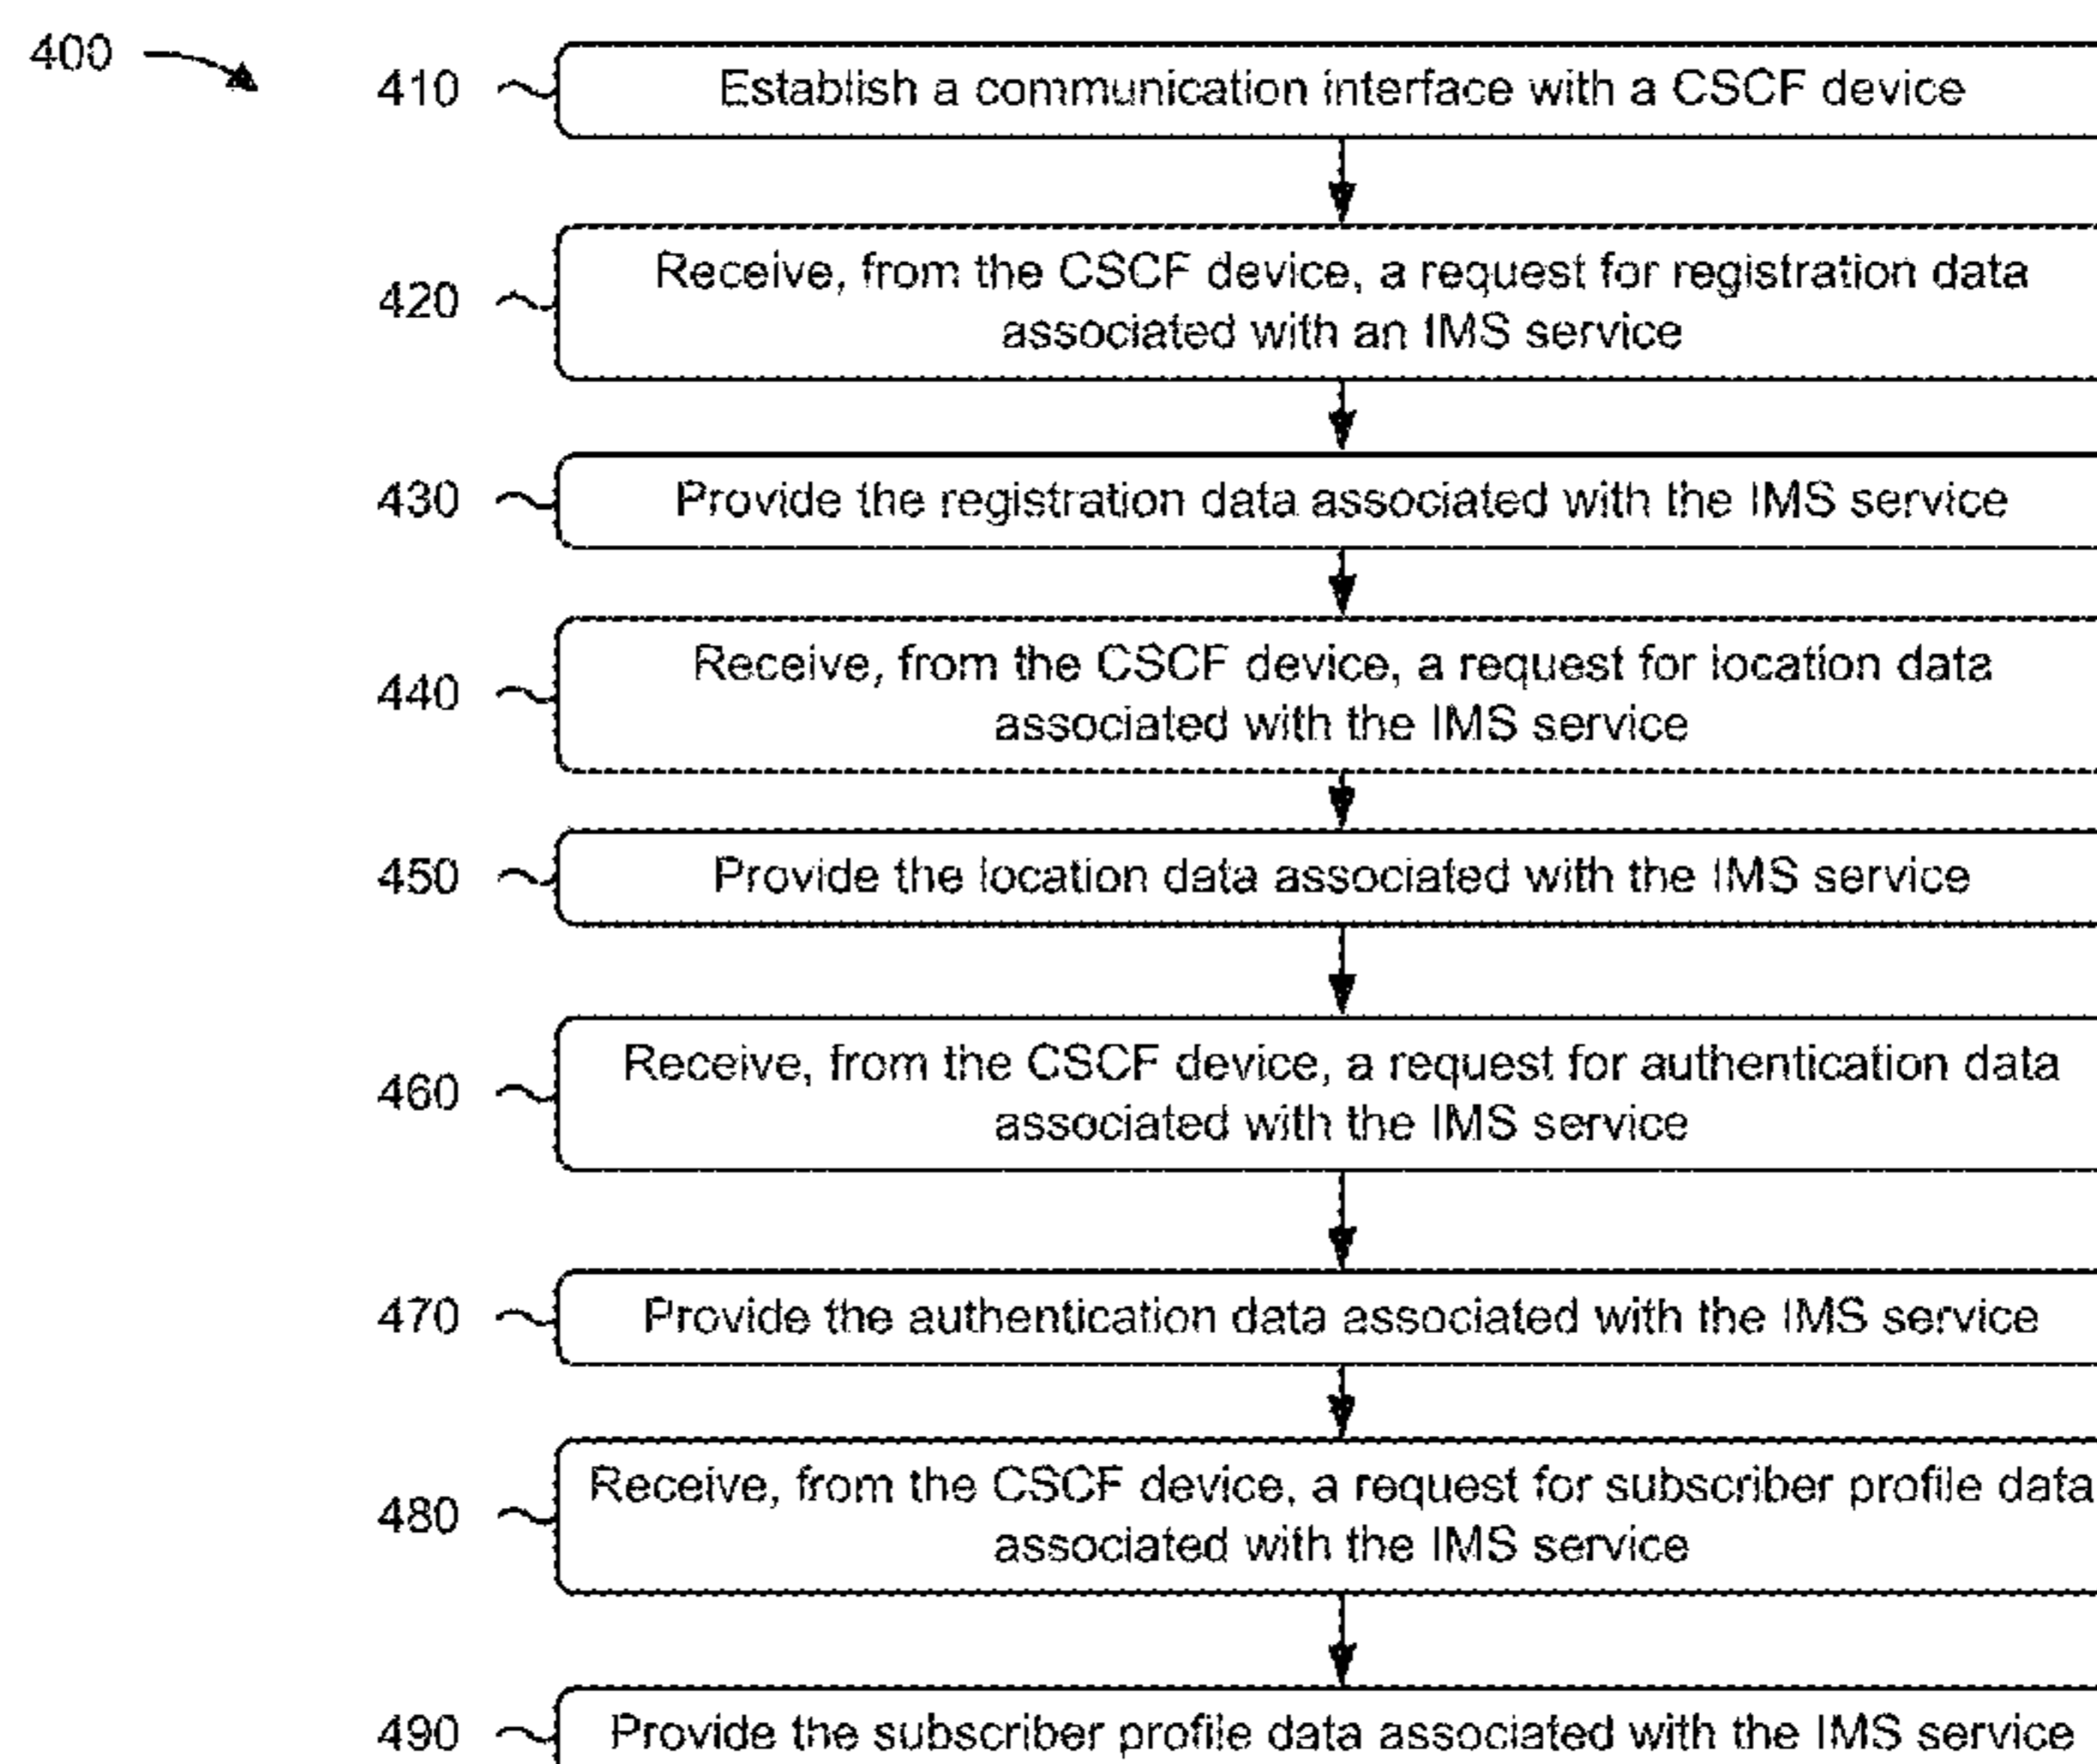 400
410
Establish a communication interface with a CSCF device
420
Receive, from the CSCF device, a request for registration data
associated with an IMS service
430
Provide the registration data associated with the IMS service
440
Receive, from the CSCF device, a request for location data
associated with the IMS service
450
Provide the location data associated with the IMS service
460
Receive, from the CSCF device, a request for authentication data
associated with the IMS service
470
Provide the authentication data associated with the IMS service
480
Receive, from the CSCF device, a request for subscriber profile data
associated with the IMS service
490
Provide the subscriber profile data associated with the IMS service